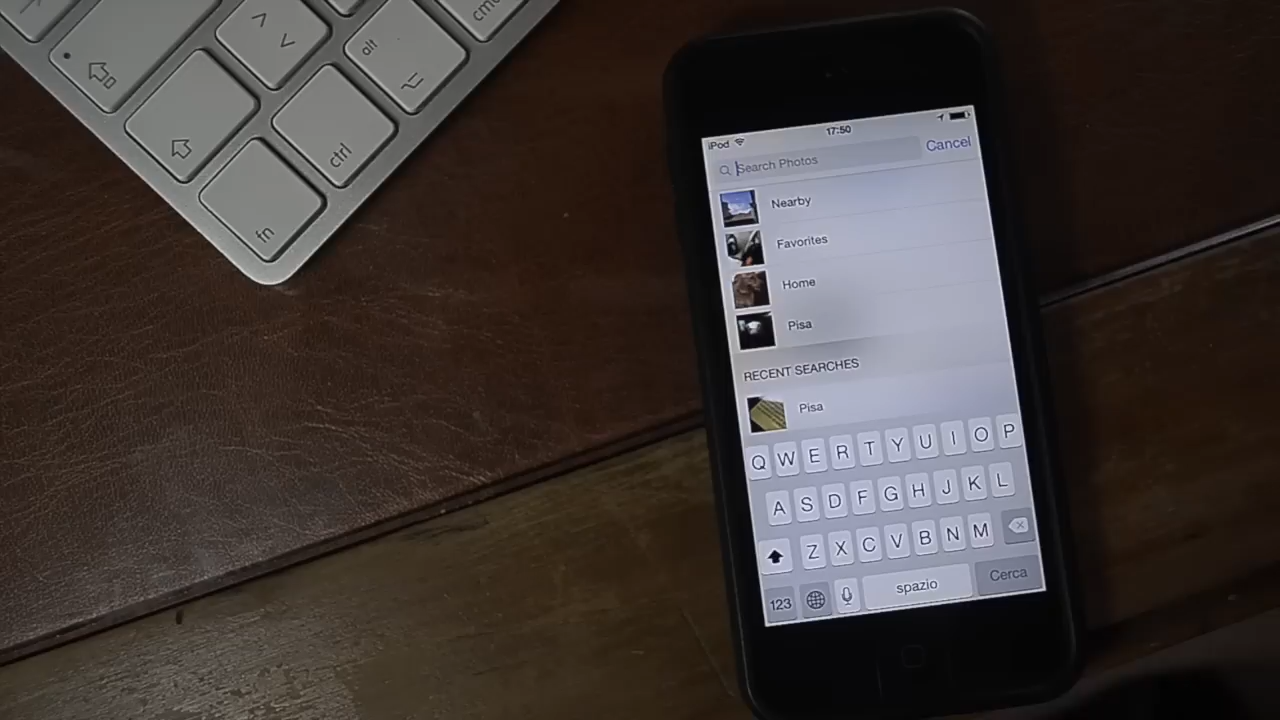 alt
cmd
ctrl
fn
iPod 17:50
Search Photos Cancel
Nearby
Favorites
Home
Pisa
RECENT SEARCHES
Pisa
Q W E R T Y U I O P
A S D F G H J K L
Z X C V B N M
123 spazio Cerca